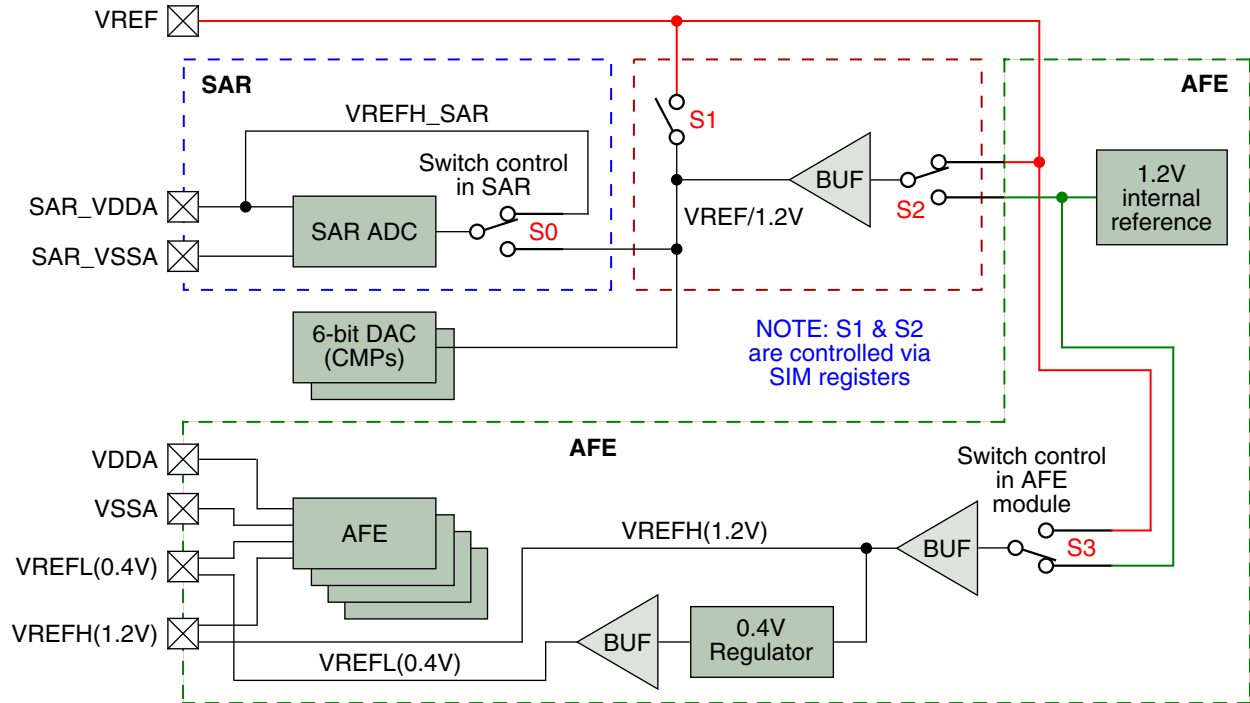 VREF
SAR
AFE
VREFH_SAR
S1
Switch control
in SAR
BUF
1.2V
internal
reference
SAR_VDDA
SAR ADC
S0
VREF/1.2V
S2
SAR_VSSA
6-bit DAC
(CMPs)
NOTE: S1 & S2
are controlled via
SIM registers
AFE
VDDA
Switch control
in AFE
module
VSSA
AFE
VREFH(1.2V)
BUF
S3
VREFL(0.4V)
VREFH(1.2V)
BUF
0.4V
Regulator
VREFL(0.4V)